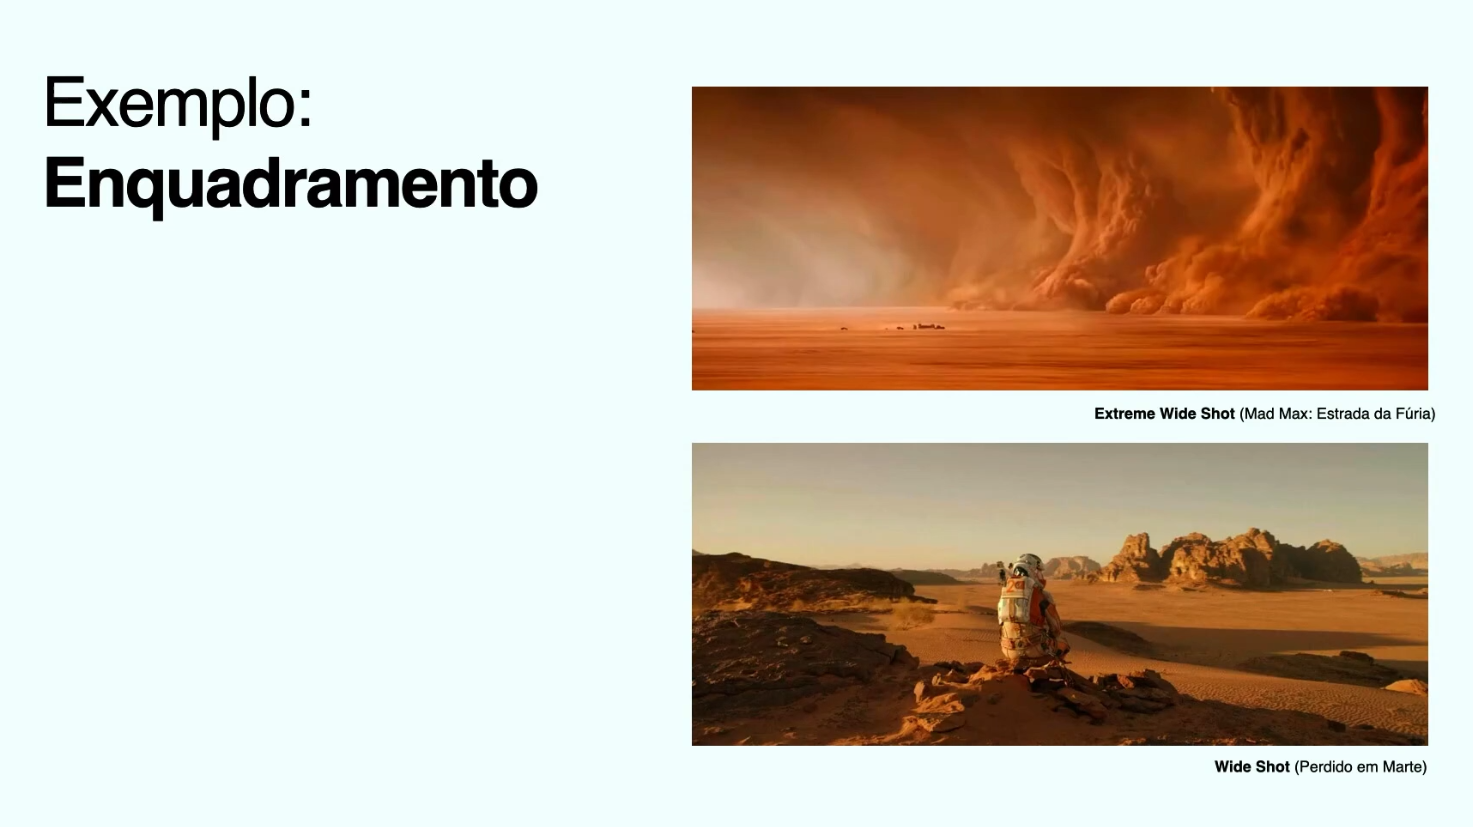 Exemplo:
Enquadramento
Extreme Wide Shot (Mad Max: Estrada da Fúria)
Wide Shot (Perdido em Marte)